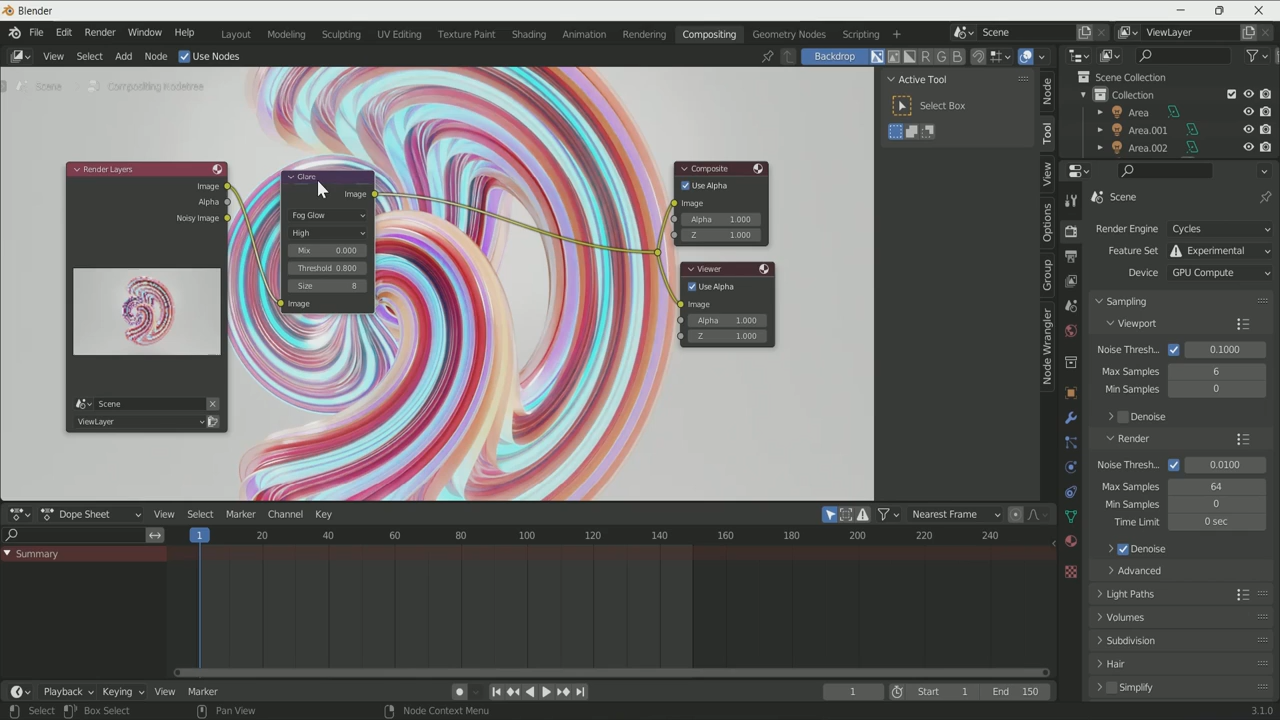 Blender
File Edit Render Window Help
Layout Modeling Sculpting UV Editing Texture Paint Shading Animation Rendering Compositing Geometry Nodes Scripting +
Scene
ViewLayer
View Select Add Node Use Nodes
Backdrop
R G B
Scene
Compositing Nodetree
Active Tool
Select Box
Node
Tool
View
Options
Group
Node Wrangler
Scene Collection
Collection
Area
Area.001
Area.002
Render Layers
Image
Alpha
Noisy Image
Scene
ViewLayer
Glare
Image
Fog Glow
High
Mix 0.000
Threshold 0.800
Size 8
Image
Composite
Use Alpha
Image
Alpha 1.000
Z 1.000
Viewer
Use Alpha
Image
Alpha 1.000
Z 1.000
Scene
Render Engine Cycles
Feature Set Experimental
Device GPU Compute
Sampling
Viewport
Noise Thresh... 0.1000
Max Samples 6
Min Samples 0
Denoise
Render
Noise Thresh... 0.0100
Max Samples 64
Min Samples 0
Time Limit 0 sec
Denoise
Advanced
Light Paths
Volumes
Subdivision
Hair
Simplify
Dope Sheet View Select Marker Channel Key
Nearest Frame
1 20 40 60 80 100 120 140 160 180 200 220 240
Summary
Playback Keying View Marker
1 Start 1 End 150
Select Box Select Pan View Node Context Menu
3.1.0